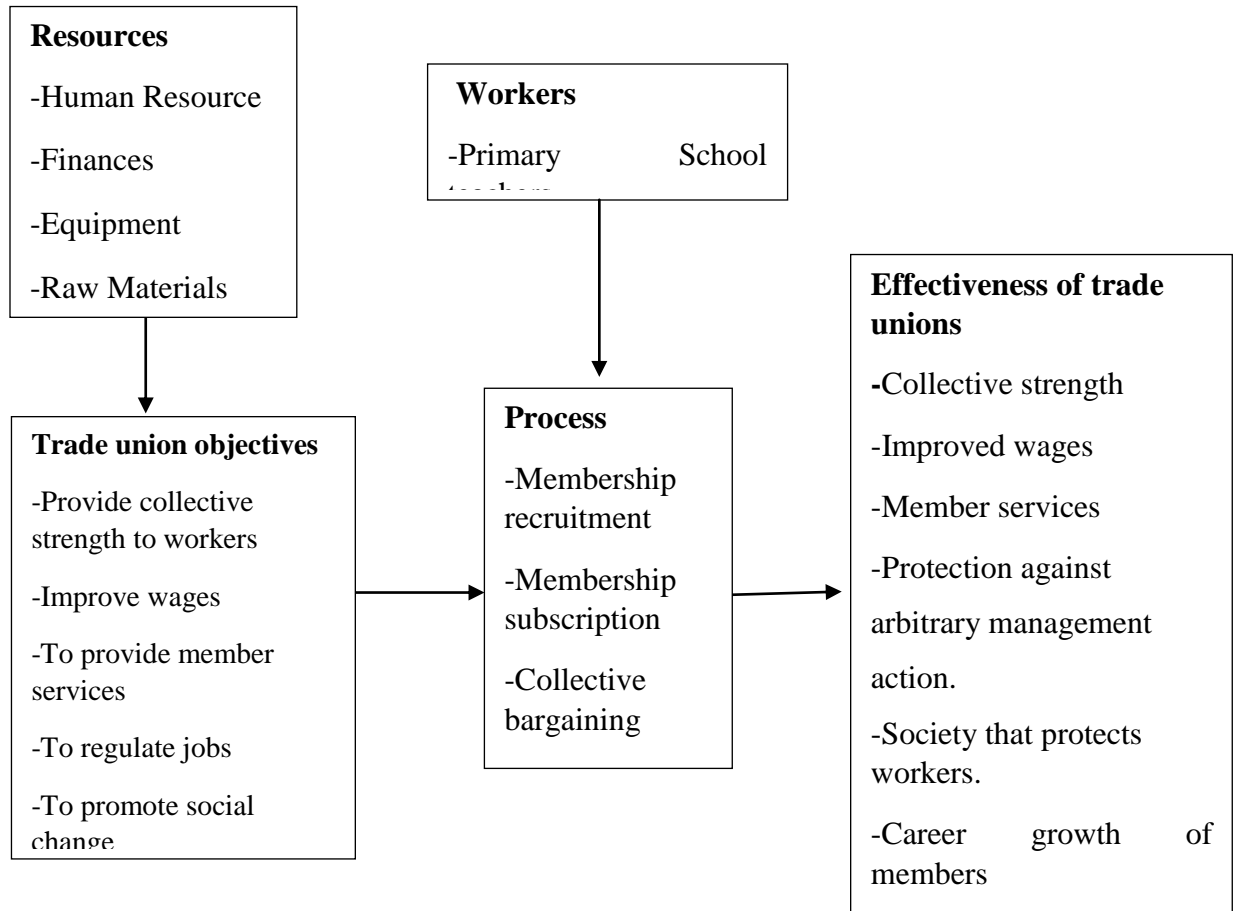 Resources
-Human Resource
-Finances
-Equipment
-Raw Materials
Workers
-Primary School
teachers
Trade union objectives
-Provide collective
strength to workers
-Improve wages
-To provide member
services
-To regulate jobs
-To promote social
change
Process
-Membership
recruitment
-Membership
subscription
-Collective
bargaining
Effectiveness of trade
unions
-Collective strength
-Improved wages
-Member services
-Protection against
arbitrary management
action.
-Society that protects
workers.
-Career growth of
members